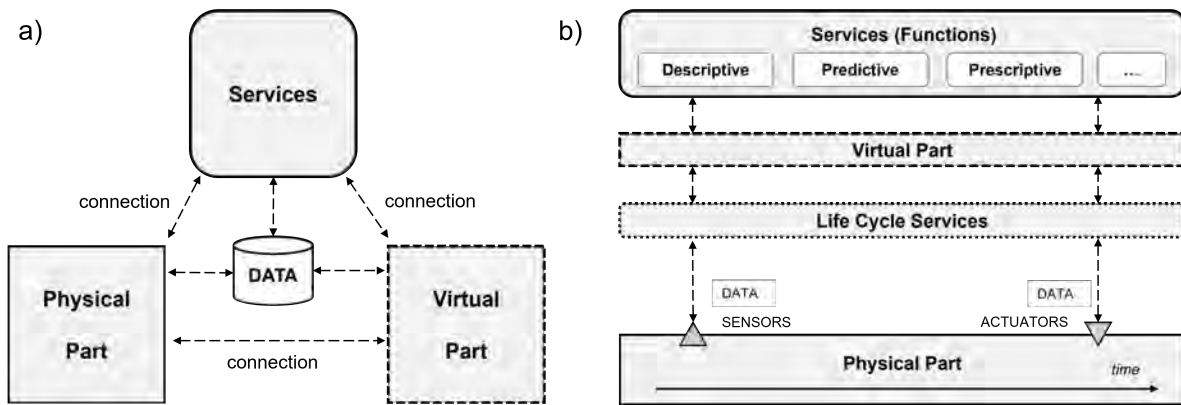 a)
Services
connection
connection
DATA
Physical
Part
Virtual
Part
connection
b)
Services (Functions)
Descriptive
Predictive
Prescriptive
...
Virtual Part
Life Cycle Services
DATA
DATA
SENSORS
ACTUATORS
Physical Part
time